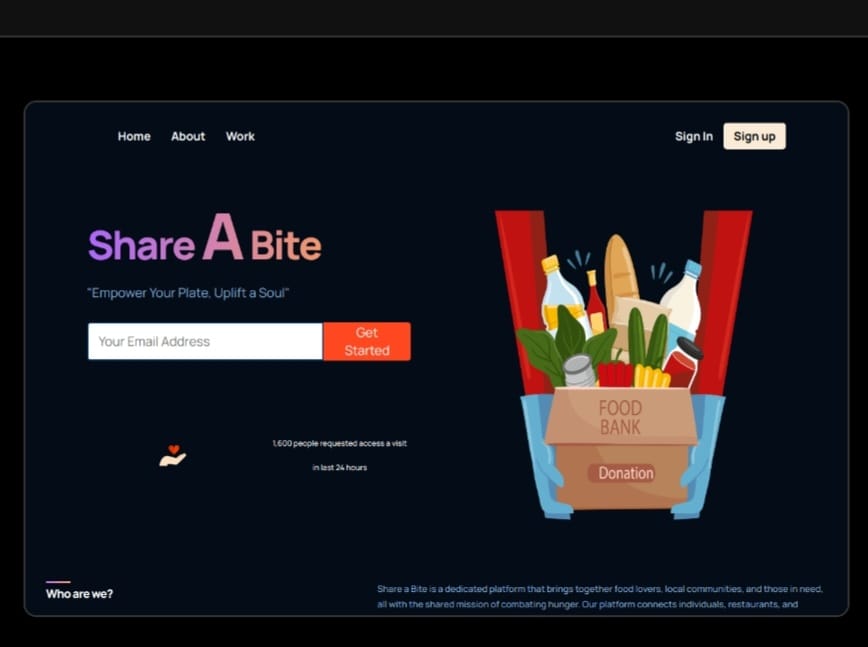 Home About Work Sign In Sign up
Share A Bite
"Empower Your Plate, Uplift a Soul"
Your Email Address
Get
Started
1,600 people requested access a visit
in last 24 hours
FOOD
BANK
Donation
Who are we?
Share a Bite is a dedicated platform that brings together food lovers, local communities, and those in need,
all with the shared mission of combating hunger. Our platform connects individuals, restaurants, and